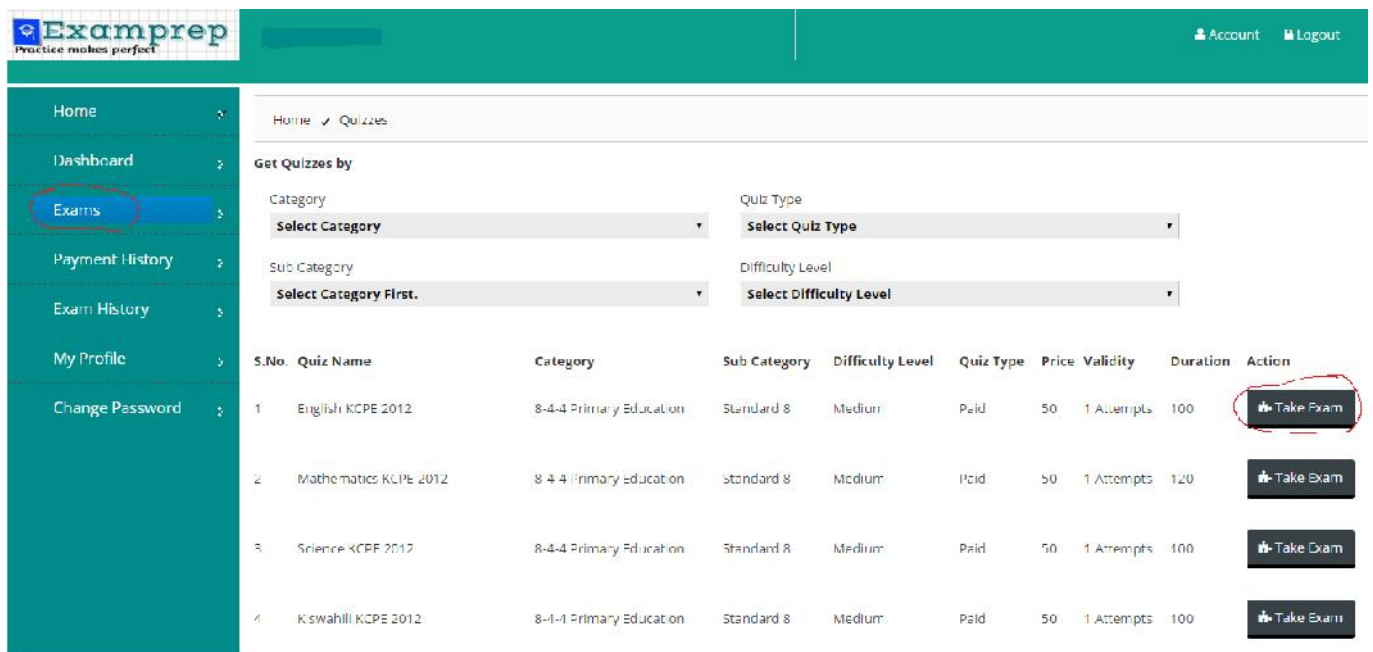 Examprep
Practice makes perfect
Account Logout
Home
Dashboard
Exams
Payment History
Exam History
My Profile
Change Password
Home Quizzes
Get Quizzes by
Category Quiz Type
Select Category Select Quiz Type
Sub Category Difficulty Level
Select Category First. Select Difficulty Level
S.No. Quiz Name Category Sub Category Difficulty Level Quiz Type Price Validity Duration Action
1 English KCPE 2012 8-4-4 Primary Education Standard 8 Medium Paid 50 1 Attempts 100 Take Exam
2 Mathematics KCPE 2012 8-4-4 Primary Education Standard 8 Medium Paid 50 1 Attempts 120 Take Exam
3 Science KCPE 2012 8-4-4 Primary Education Standard 8 Medium Paid 50 1 Attempts 100 Take Exam
4 Kiswahili KCPE 2012 8-4-4 Primary Education Standard 8 Medium Paid 50 1 Attempts 100 Take Exam